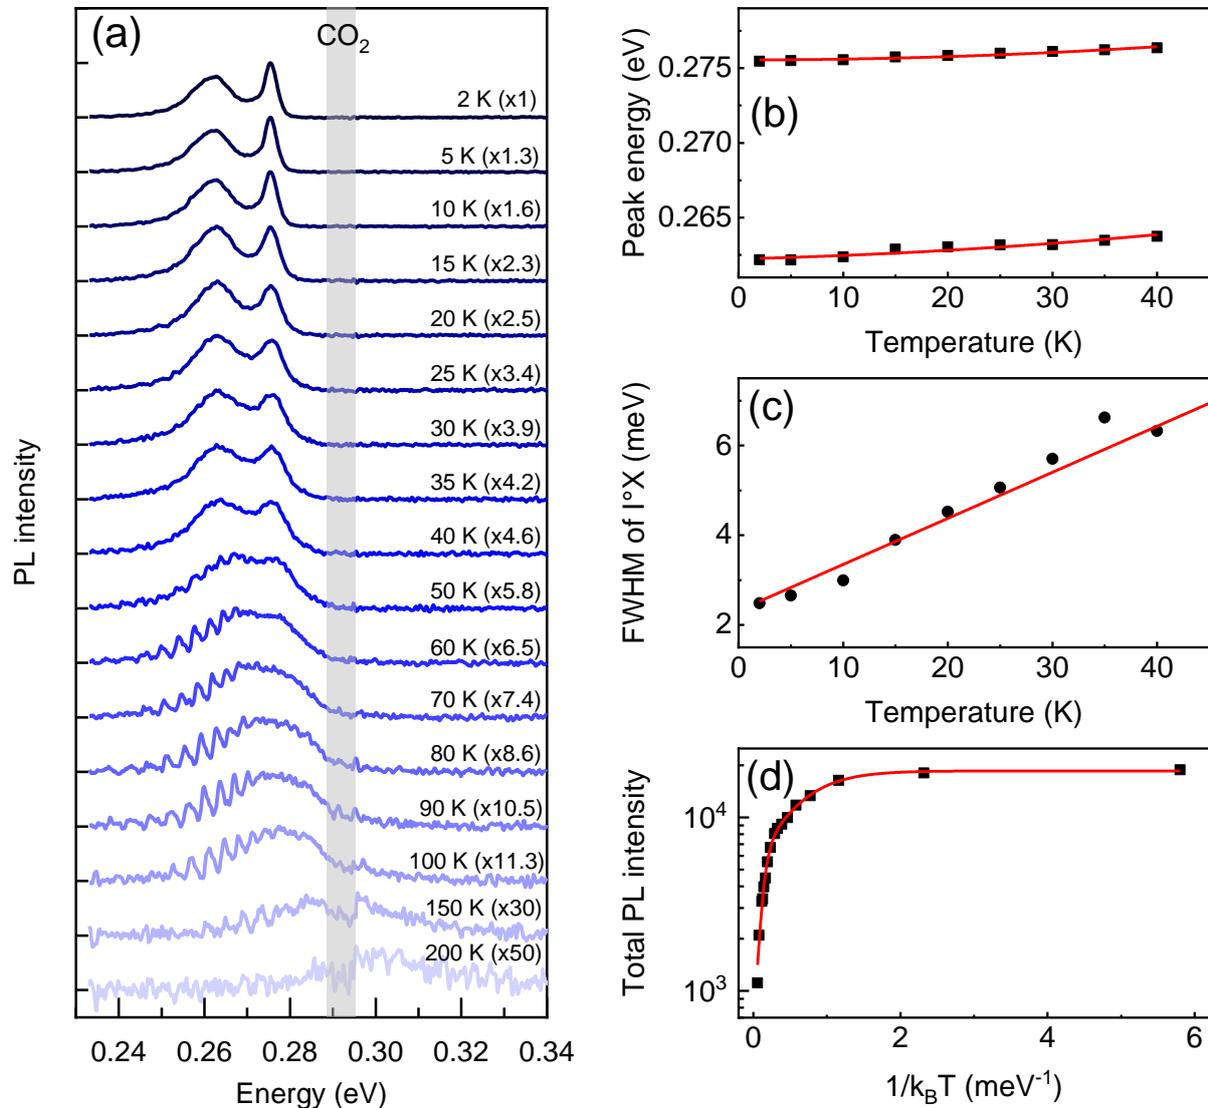 (a)
CO2
2 K (x1)
5 K (x1.3)
10 K (x1.6)
15 K (x2.3)
20 K (x2.5)
25 K (x3.4)
30 K (x3.9)
35 K (x4.2)
40 K (x4.6)
50 K (x5.8)
60 K (x6.5)
70 K (x7.4)
80 K (x8.6)
90 K (x10.5)
100 K (x11.3)
150 K (x30)
200 K (x50)
PL intensity
0.24 0.26 0.28 0.30 0.32 0.34
Energy (eV)
(b)
Peak energy (eV)
0.275
0.270
0.265
0 10 20 30 40
Temperature (K)
(c)
FWHM of I°X (meV)
6
4
2
0 10 20 30 40
Temperature (K)
(d)
Total PL intensity
10⁴
10³
0 2 4 6
1/kBT (meV⁻¹)